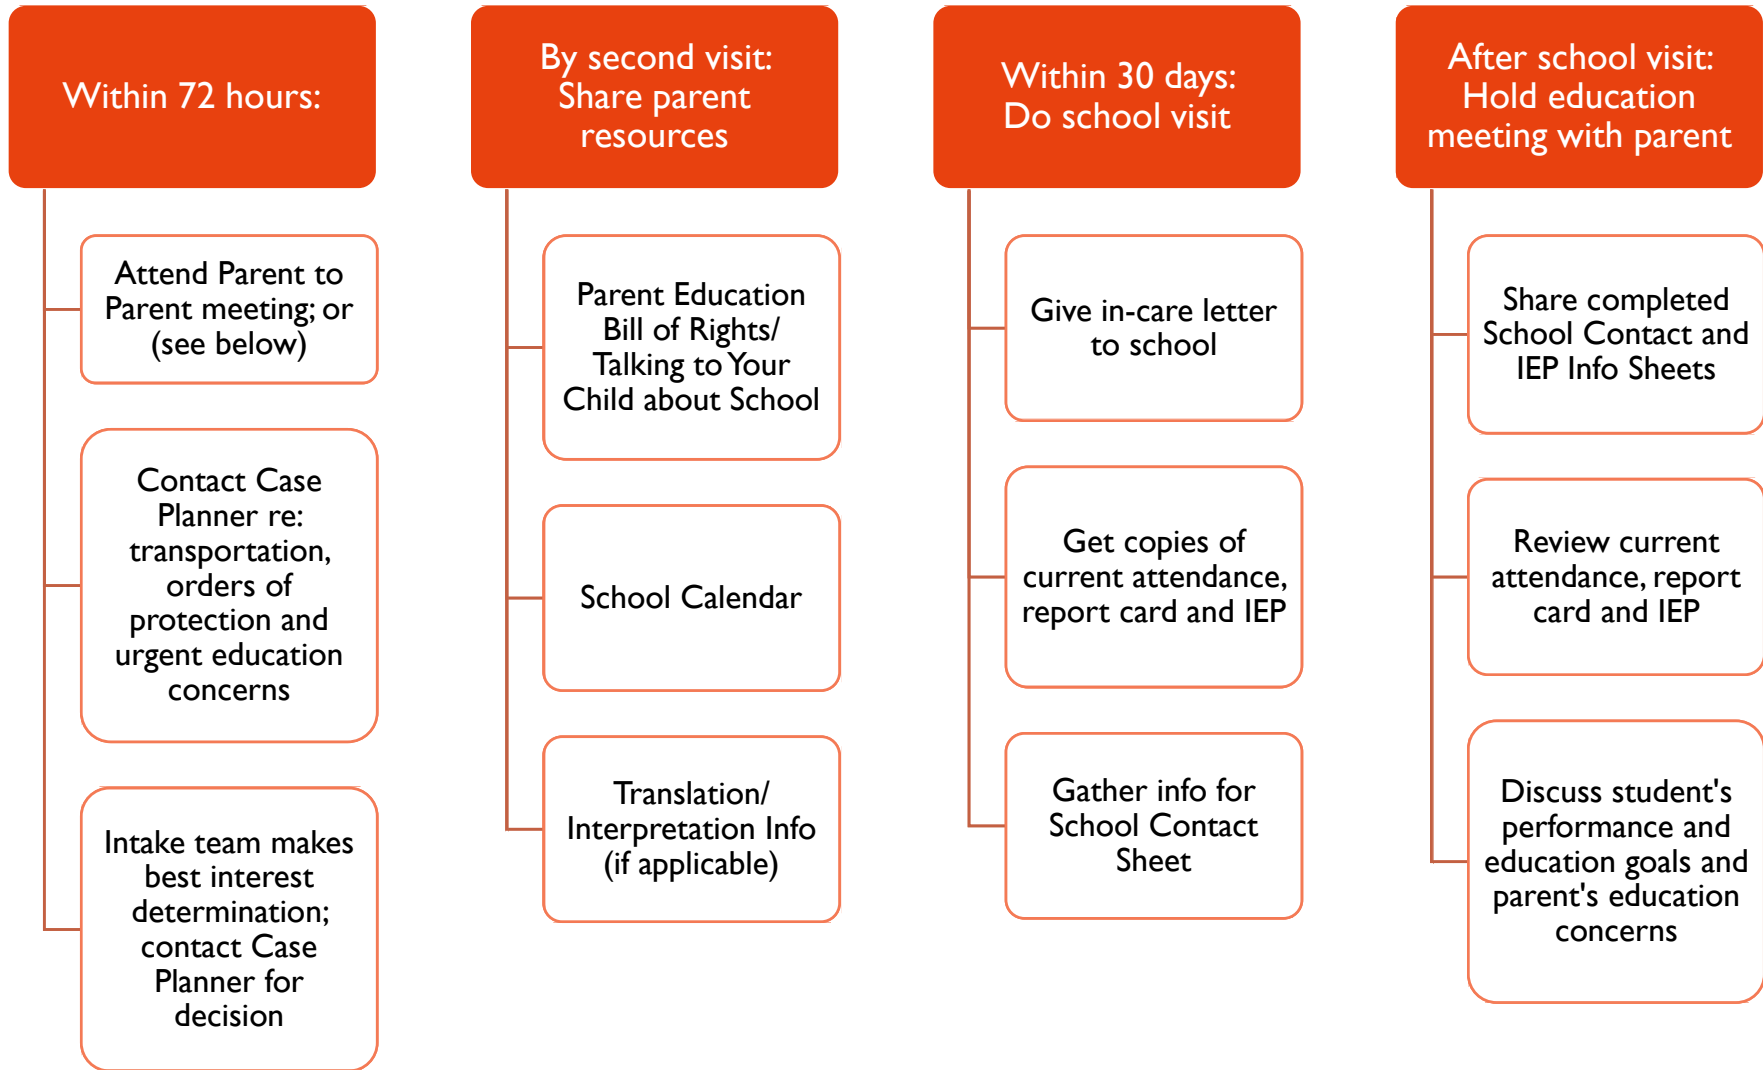 Within 72 hours:
Attend Parent to
Parent meeting; or
(see below)
Contact Case
Planner re:
transportation,
orders of
protection and
urgent education
concerns
Intake team makes
best interest
determination;
contact Case
Planner for
decision
By second visit:
Share parent
resources
Parent Education
Bill of Rights/
Talking to Your
Child about School
School Calendar
Translation/
Interpretation Info
(if applicable)
Within 30 days:
Do school visit
Give in-care letter
to school
Get copies of
current attendance,
report card and IEP
Gather info for
School Contact
Sheet
After school visit:
Hold education
meeting with parent
Share completed
School Contact and
IEP Info Sheets
Review current
attendance, report
card and IEP
Discuss student's
performance and
education goals and
parent's education
concerns